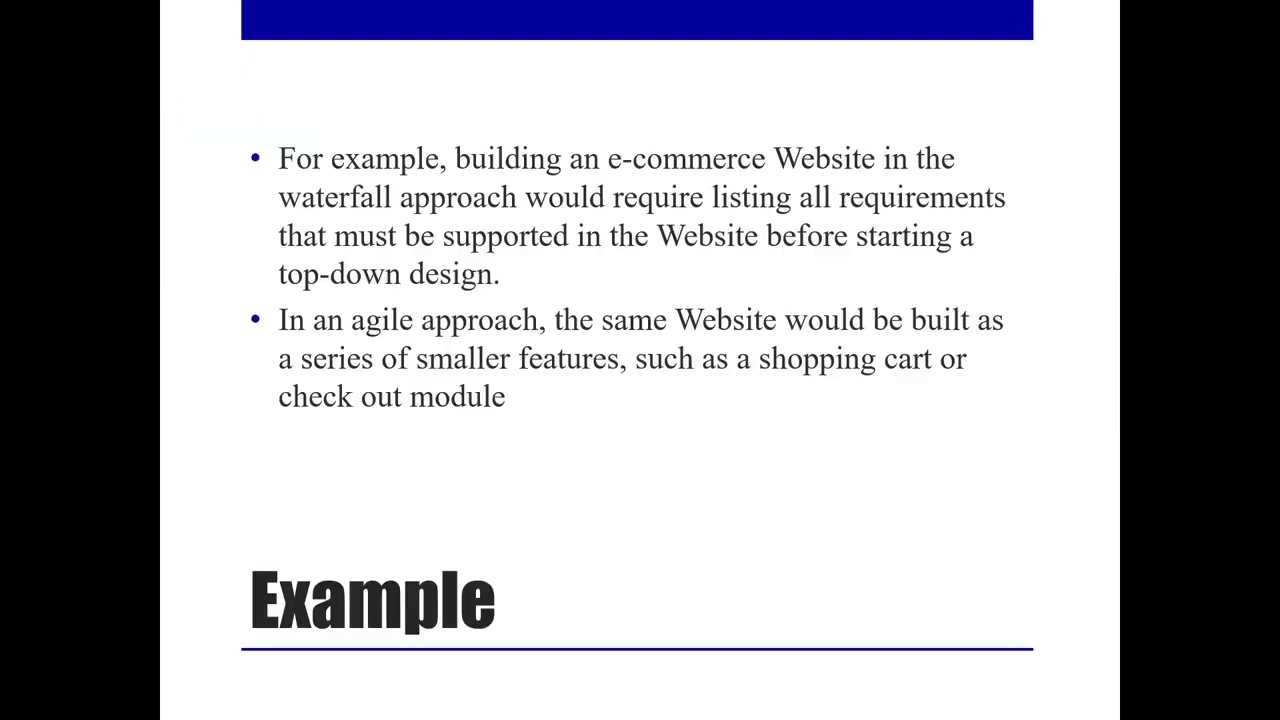 • For example, building an e-commerce Website in the
waterfall approach would require listing all requirements
that must be supported in the Website before starting a
top-down design.
• In an agile approach, the same Website would be built as
a series of smaller features, such as a shopping cart or
check out module
Example